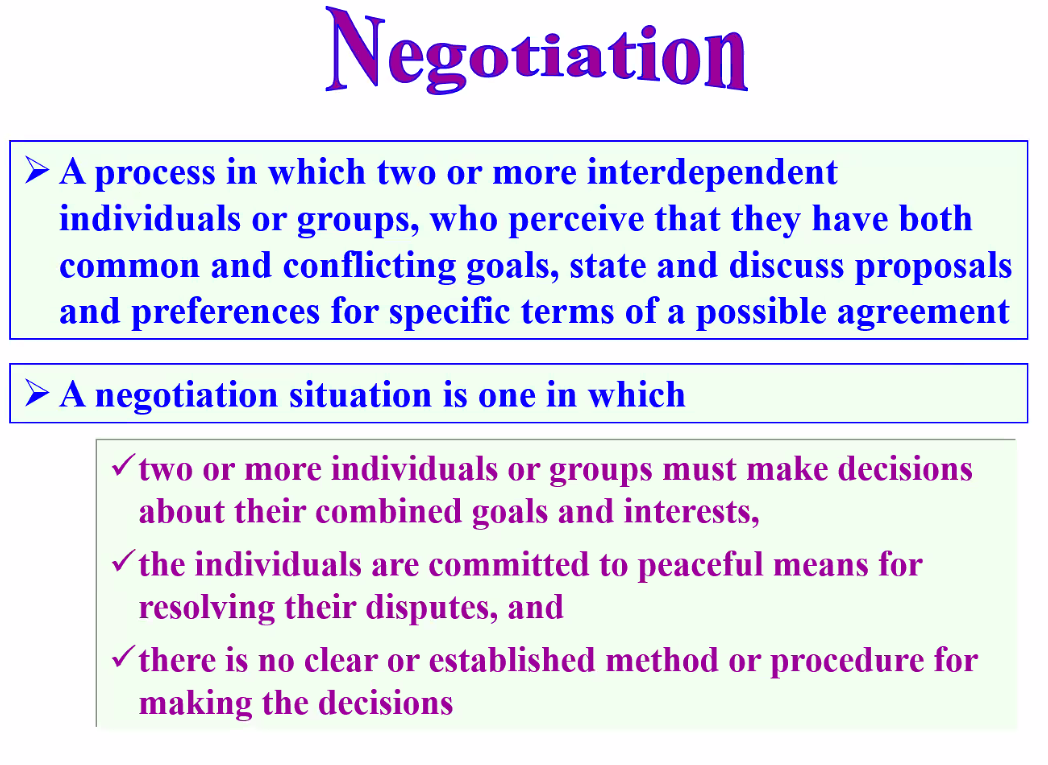 Negotiation
➢ A process in which two or more interdependent
individuals or groups, who perceive that they have both
common and conflicting goals, state and discuss proposals
and preferences for specific terms of a possible agreement
➢ A negotiation situation is one in which
✓two or more individuals or groups must make decisions
about their combined goals and interests,
✓the individuals are committed to peaceful means for
resolving their disputes, and
✓there is no clear or established method or procedure for
making the decisions